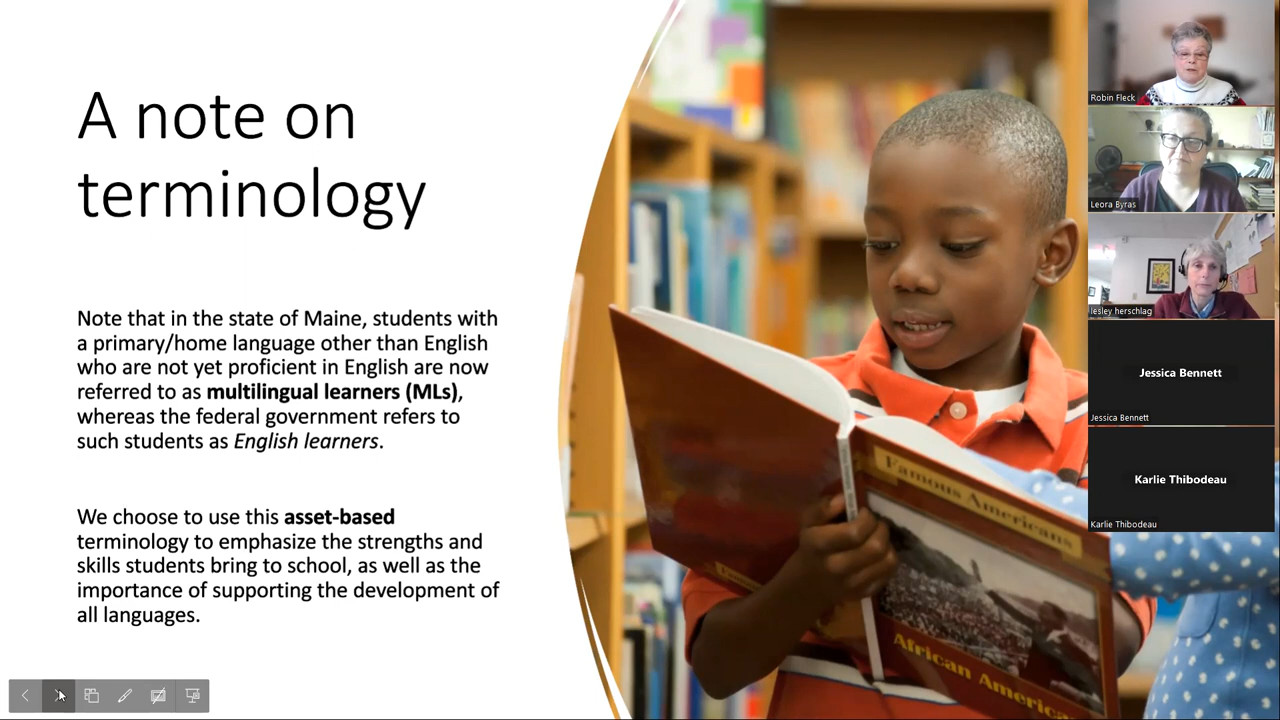 A note on
terminology
Note that in the state of Maine, students with
a primary/home language other than English
who are not yet proficient in English are now
referred to as multilingual learners (MLs),
whereas the federal government refers to
such students as English learners.
We choose to use this asset-based
terminology to emphasize the strengths and
skills students bring to school, as well as the
importance of supporting the development of
all languages.
Famous Americans
African America
Robin Fleck
Leora Byras
lesley herschlag
Jessica Bennett
Jessica Bennett
Karlie Thibodeau
Karlie Thibodeau